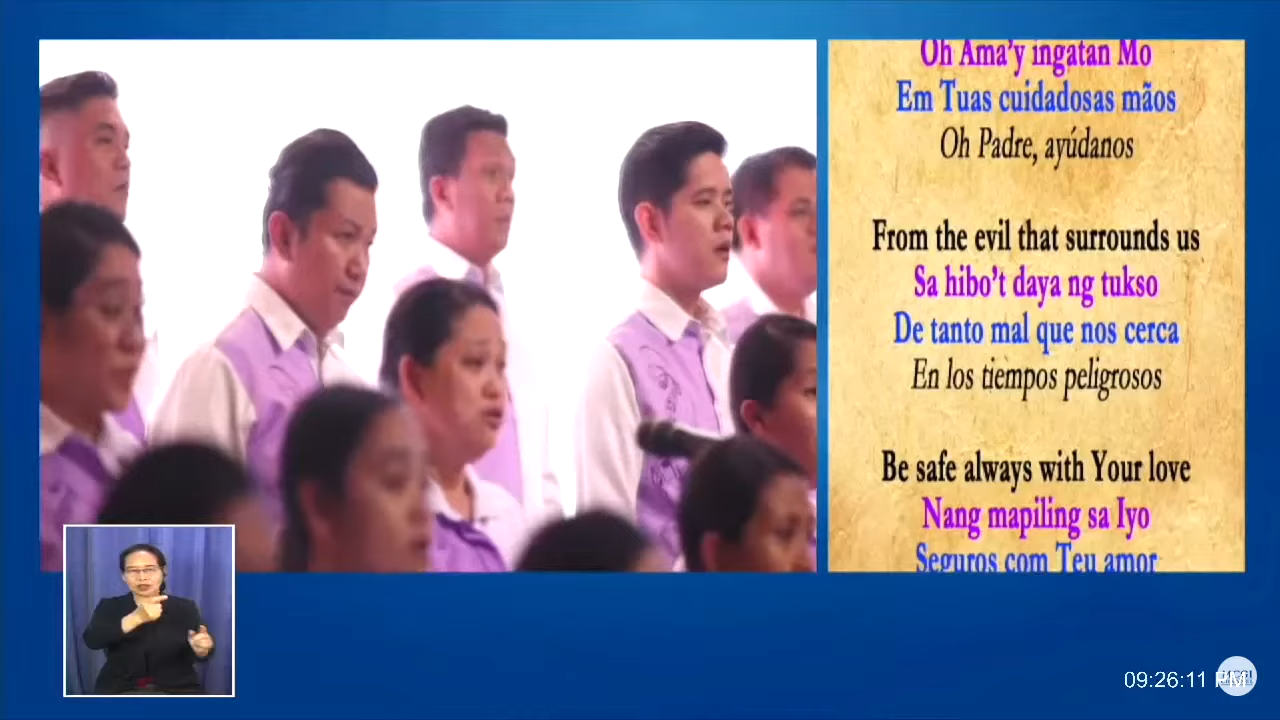 Oh Ama’y ingatan Mo
Em Tuas cuidadosas mãos
Oh Padre, ayúdanos
From the evil that surrounds us
Sa hibo’t daya ng tukso
De tanto mal que nos cerca
En los tiempos peligrosos
Be safe always with Your love
Nang mapiling sa Iyo
Seguros com Teu amor
09:26:11 PM